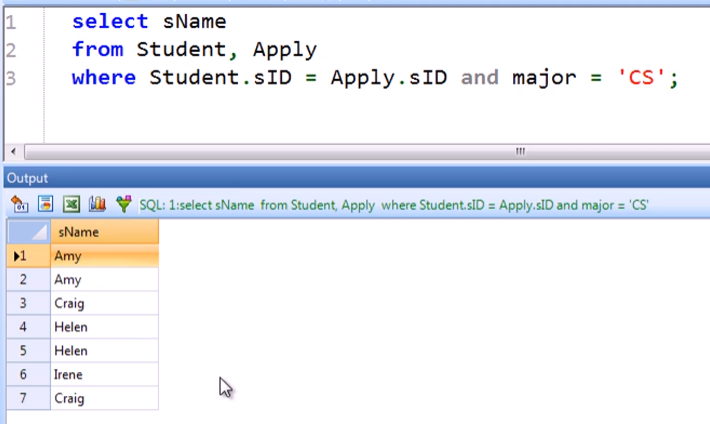 1 select sName
2 from Student, Apply
3 where Student.sID = Apply.sID and major = 'CS';
Output
SQL: 1:select sName from Student, Apply where Student.sID = Apply.sID and major = 'CS'
sName
1 Amy
2 Amy
3 Craig
4 Helen
5 Helen
6 Irene
7 Craig